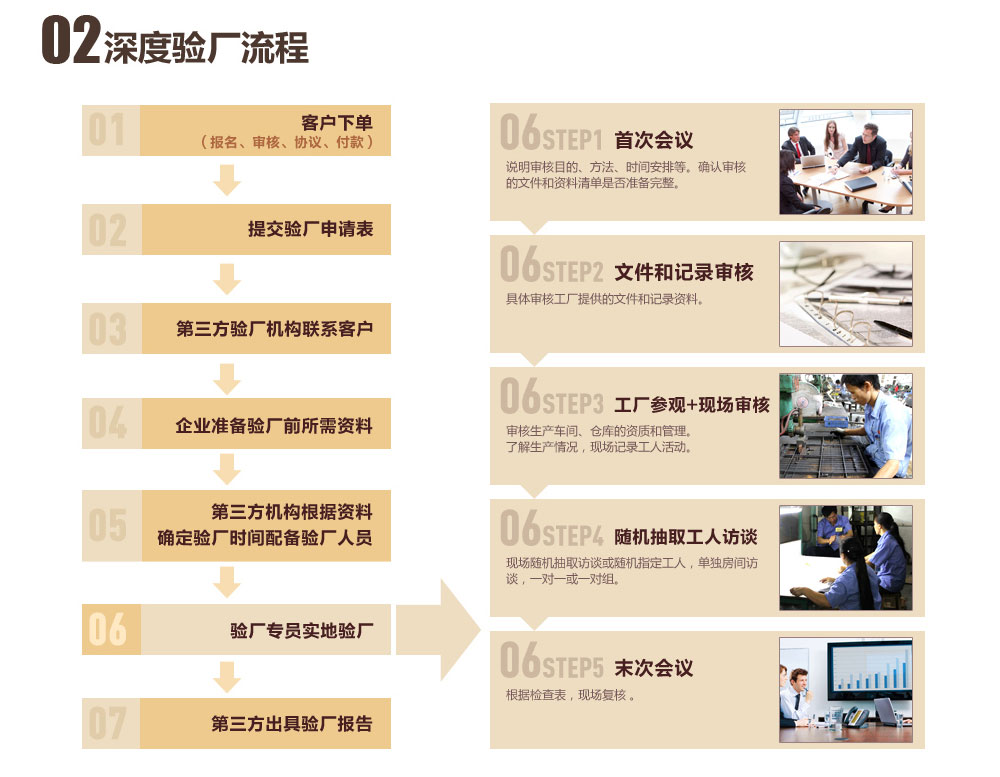 02深度验厂流程
01
客户下单
（报名、审核、协议、付款）
02
提交验厂申请表
03
第三方验厂机构联系客户
04
企业准备验厂前所需资料
05
第三方机构根据资料
确定验厂时间配备验厂人员
06
验厂专员实地验厂
07
第三方出具验厂报告
06STEP1 首次会议
说明审核目的、方法、时间安排等。确认审核
的文件和资料清单是否准备完整。
06STEP2 文件和记录审核
具体审核工厂提供的文件和记录资料。
06STEP3 工厂参观+现场审核
审核生产车间、仓库的资质和管理。
了解生产情况，现场记录工人活动。
06STEP4 随机抽取工人访谈
现场随机抽取访谈或随机指定工人，单独房间访
谈，一对一或一对组。
06STEP5 末次会议
根据检查表，现场复核 。